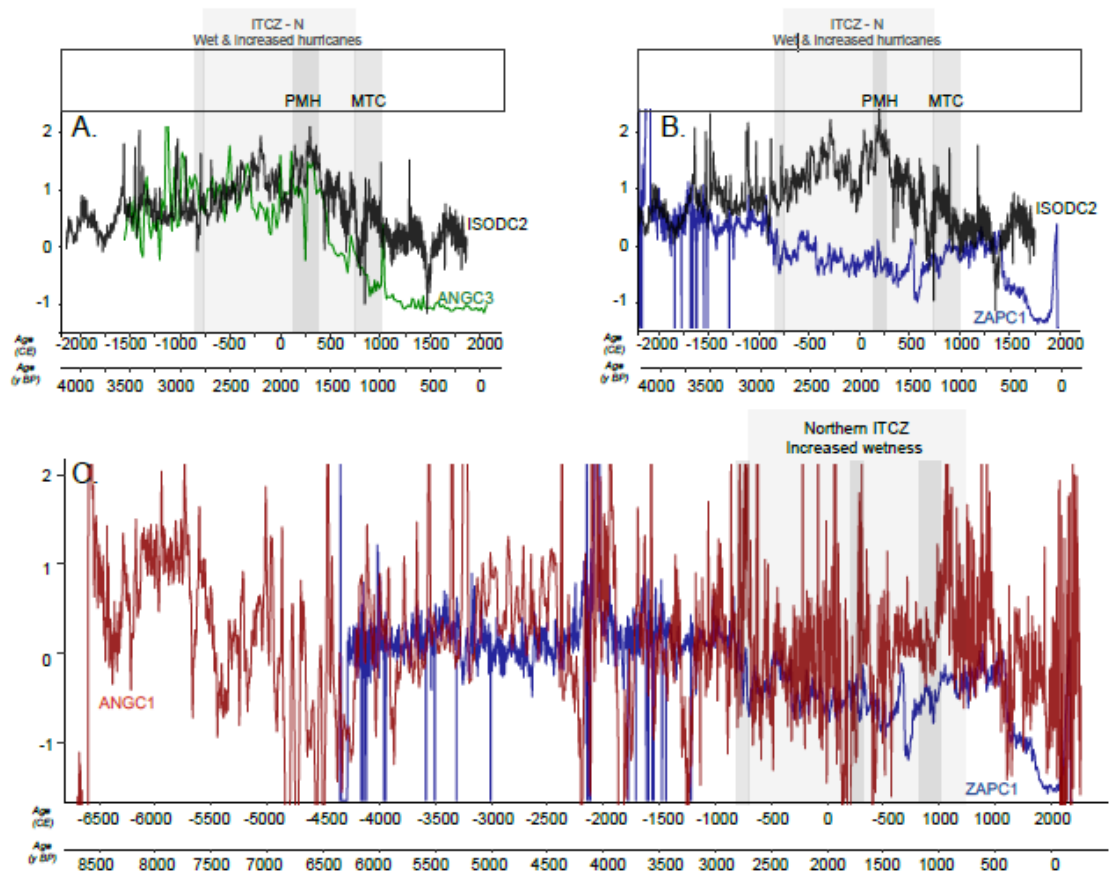 ITCZ - N
Wet & Increased hurricanes
PMH MTC
A.
2
1
0
-1
ISODC2
ANGC3
Age (CE) -2000 -1500 -1000 -500 0 500 1000 1500 2000
Age (y BP) 4000 3500 3000 2500 2000 1500 1000 500 0
ITCZ - N
Wet & Increased hurricanes
PMH MTC
B.
2
1
0
-1
ISODC2
ZAPC1
Age (CE) -2000 -1500 -1000 -500 0 500 1000 1500 2000
Age (y BP) 4000 3500 3000 2500 2000 1500 1000 500 0
Northern ITCZ
Increased wetness
C.
2
1
0
-1
ANGC1
ZAPC1
Age (CE) -6500 -6000 -5500 -5000 -4500 -4000 -3500 -3000 -2500 -2000 -1500 -1000 -500 0 -500 1000 1500 2000
Age (y BP) 8500 8000 7500 7000 6500 6000 5500 5000 4500 4000 3500 3000 2500 2000 1500 1000 500 0